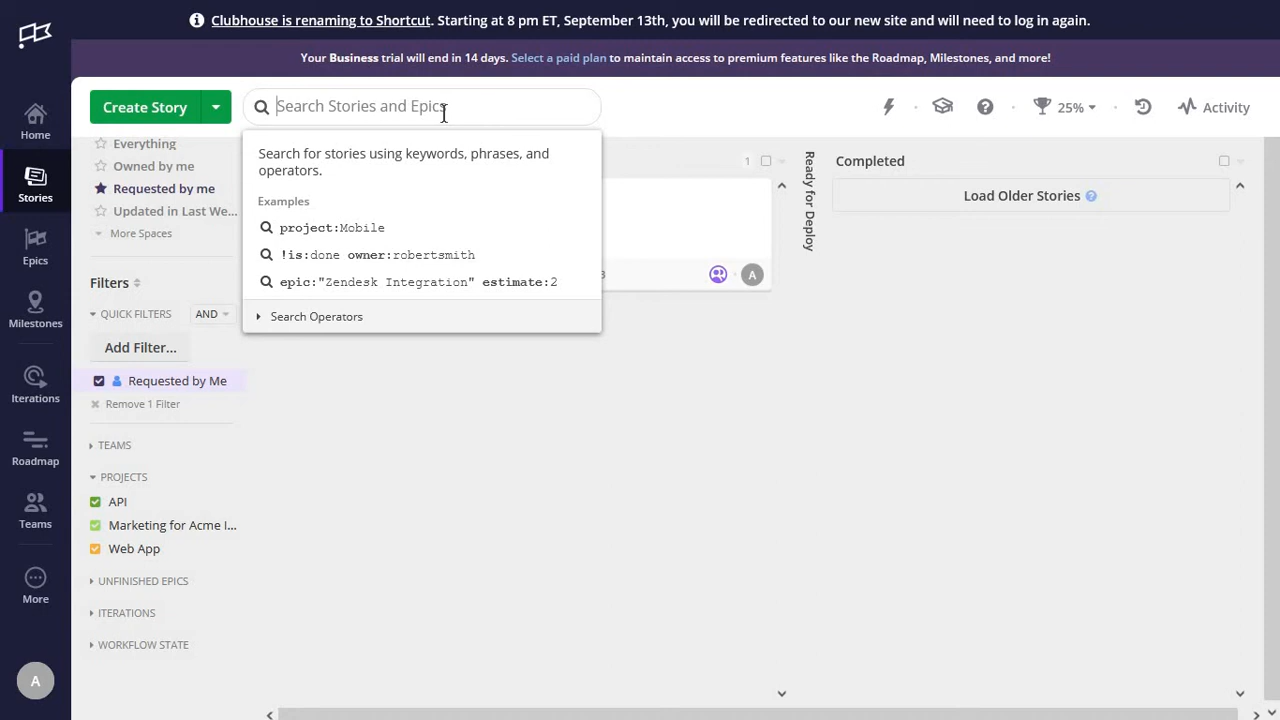 Clubhouse is renaming to Shortcut. Starting at 8 pm ET, September 13th, you will be redirected to our new site and will need to log in again.
Your Business trial will end in 14 days. Select a paid plan to maintain access to premium features like the Roadmap, Milestones, and more!
Create Story
Search Stories and Epics
25%
Activity
Home
Stories
Epics
Milestones
Iterations
Roadmap
Teams
More
A
Everything
Owned by me
Requested by me
Updated in Last We...
More Spaces
Filters
QUICK FILTERS
AND
Add Filter...
Requested by Me
Remove 1 Filter
TEAMS
PROJECTS
API
Marketing for Acme I...
Web App
UNFINISHED EPICS
ITERATIONS
WORKFLOW STATE
Search for stories using keywords, phrases, and
operators.
Examples
project:Mobile
!is:done owner:robertsmith
epic:"Zendesk Integration" estimate:2
Search Operators
1
A
Ready for Deploy
Completed
Load Older Stories